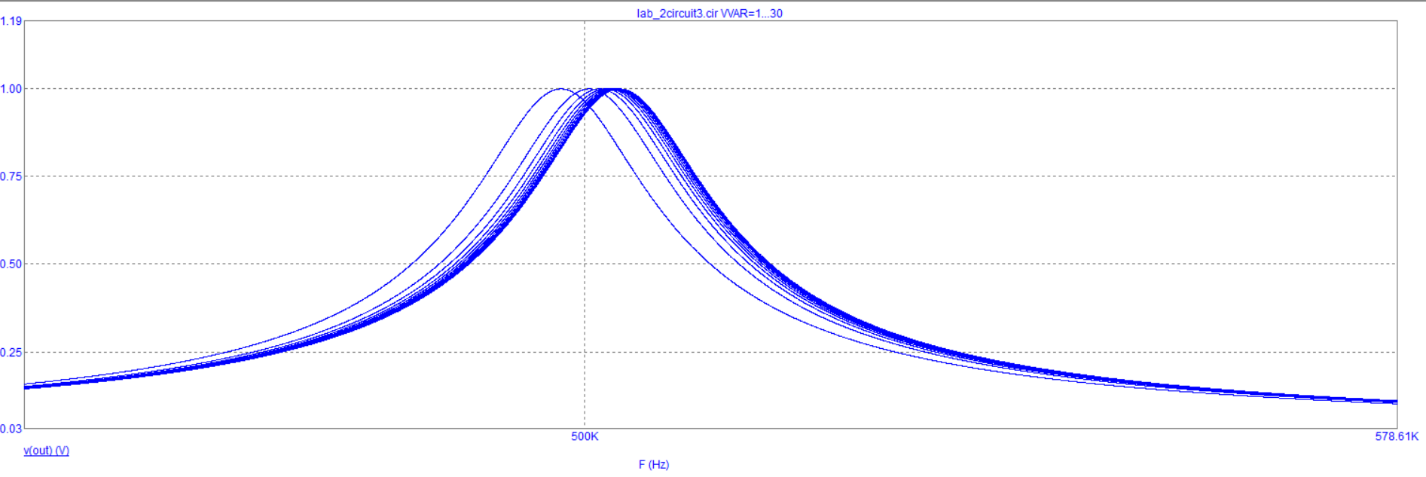 lab_2circuit3.cir VVAR=1...30
1.19
1.00
0.75
0.50
0.25
0.03
500K
578.61K
v(out) (V)
F (Hz)